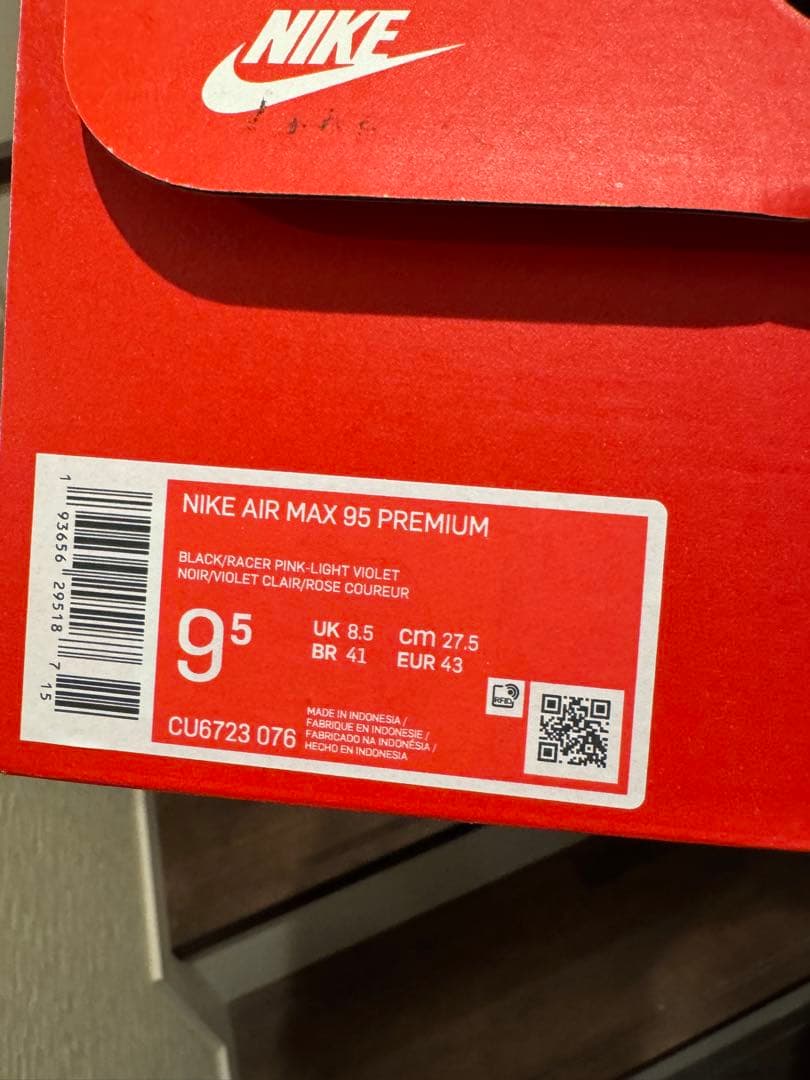 NIKE
NIKE AIR MAX 95 PREMIUM
BLACK/RACER PINK-LIGHT VIOLET
NOIR/VIOLET CLAIR/ROSE COUREUR
9⁵
UK 8.5 cm 27.5
BR 41 EUR 43
RFID
CU6723 076
MADE IN INDONESIA /
FABRIQUE EN INDONESIE /
FABRICADO NA INDONÉSIA /
HECHO EN INDONESIA
1 93656 29518 7 15